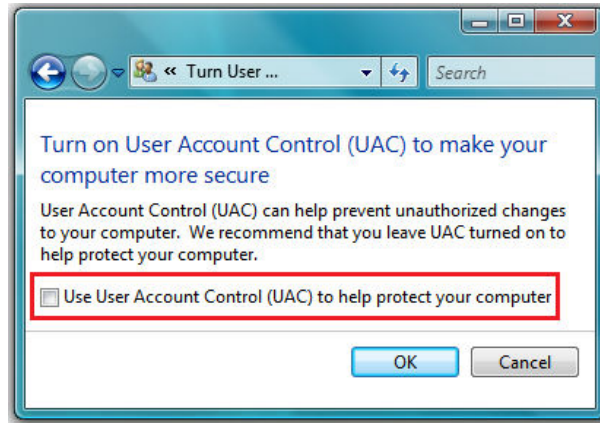 « Turn User ...
Search
Turn on User Account Control (UAC) to make your
computer more secure
User Account Control (UAC) can help prevent unauthorized changes
to your computer. We recommend that you leave UAC turned on to
help protect your computer.
Use User Account Control (UAC) to help protect your computer
OK
Cancel